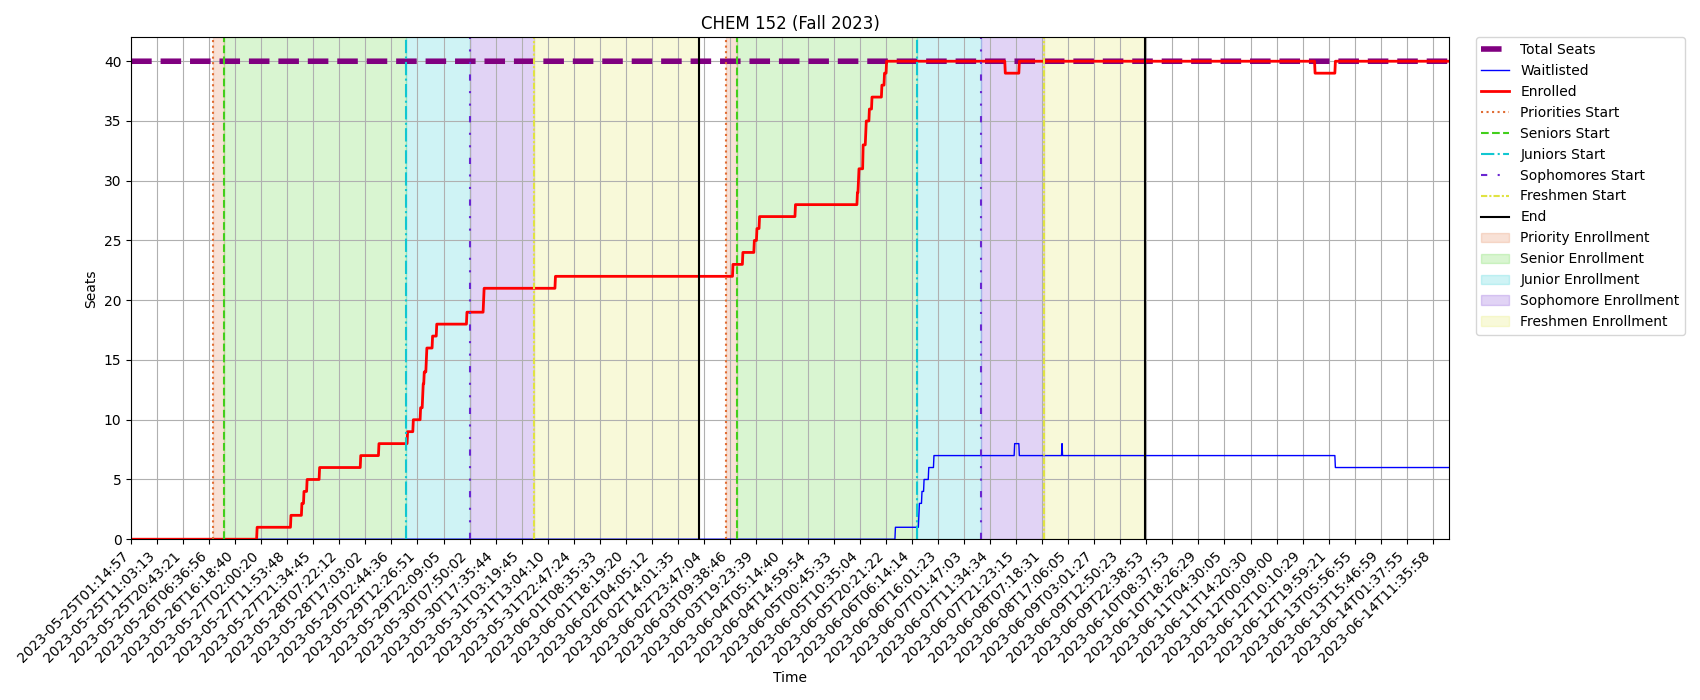 CHEM 152 (Fall 2023)
Seats
40
35
30
25
20
15
10
5
0
2023-05-25T01:14:57
2023-05-25T11:03:13
2023-05-25T20:43:21
2023-05-26T06:36:56
2023-05-26T16:18:40
2023-05-27T02:00:20
2023-05-27T11:53:48
2023-05-27T21:34:45
2023-05-28T07:22:12
2023-05-28T17:03:02
2023-05-29T02:44:36
2023-05-29T12:26:51
2023-05-29T22:09:05
2023-05-30T07:50:02
2023-05-30T17:35:44
2023-05-31T03:19:45
2023-05-31T13:04:10
2023-05-31T22:47:24
2023-06-01T08:35:33
2023-06-01T18:19:20
2023-06-02T04:05:12
2023-06-02T14:01:35
2023-06-02T23:47:04
2023-06-03T09:38:46
2023-06-03T19:23:39
2023-06-04T05:14:40
2023-06-04T14:59:54
2023-06-05T00:45:33
2023-06-05T10:35:04
2023-06-05T20:21:22
2023-06-06T06:14:14
2023-06-06T16:01:23
2023-06-07T01:47:03
2023-06-07T11:34:34
2023-06-07T21:23:15
2023-06-08T07:18:31
2023-06-08T17:06:05
2023-06-09T03:01:27
2023-06-09T12:50:23
2023-06-09T22:38:53
2023-06-10T08:37:53
2023-06-10T18:26:29
2023-06-11T04:30:05
2023-06-11T14:20:30
2023-06-12T00:09:00
2023-06-12T10:10:29
2023-06-12T19:59:21
2023-06-13T05:56:55
2023-06-13T15:46:59
2023-06-14T01:37:55
2023-06-14T11:35:58
Time
Total Seats
Waitlisted
Enrolled
Priorities Start
Seniors Start
Juniors Start
Sophomores Start
Freshmen Start
End
Priority Enrollment
Senior Enrollment
Junior Enrollment
Sophomore Enrollment
Freshmen Enrollment